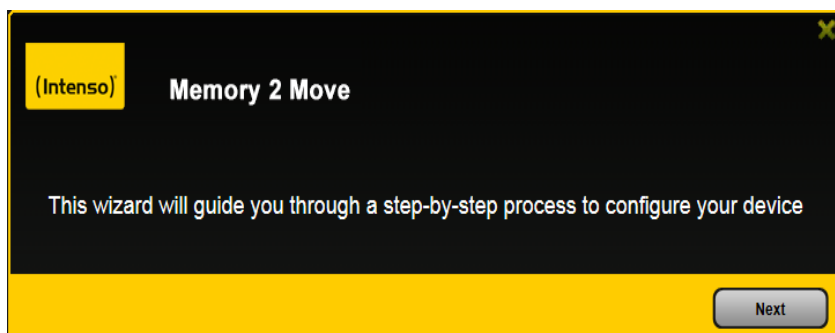 (Intenso)®
Memory 2 Move
This wizard will guide you through a step-by-step process to configure your device
Next